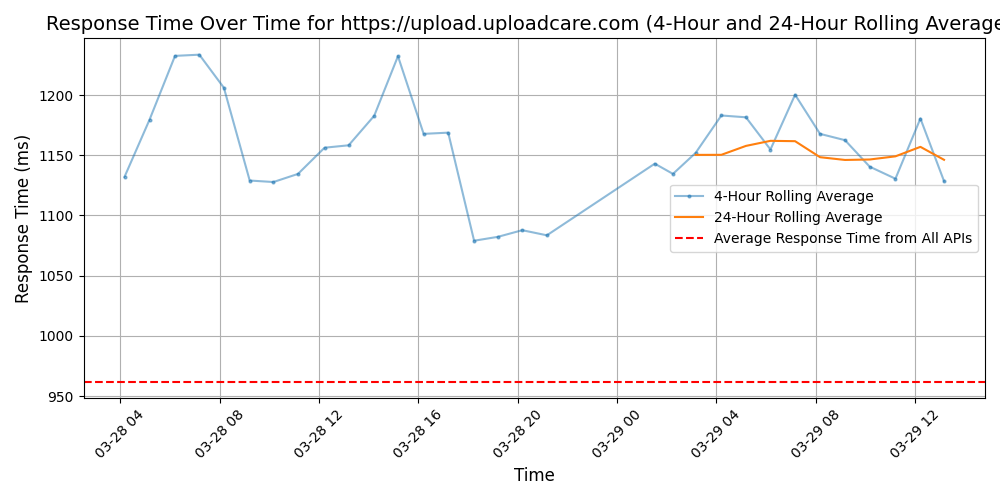 Response Time Over Time for https://upload.uploadcare.com (4-Hour and 24-Hour Rolling Average
Response Time (ms)
1200
1150
1100
1050
1000
950
4-Hour Rolling Average
24-Hour Rolling Average
Average Response Time from All APIs
03-28 04
03-28 08
03-28 12
03-28 16
03-28 20
03-29 00
03-29 04
03-29 08
03-29 12
Time